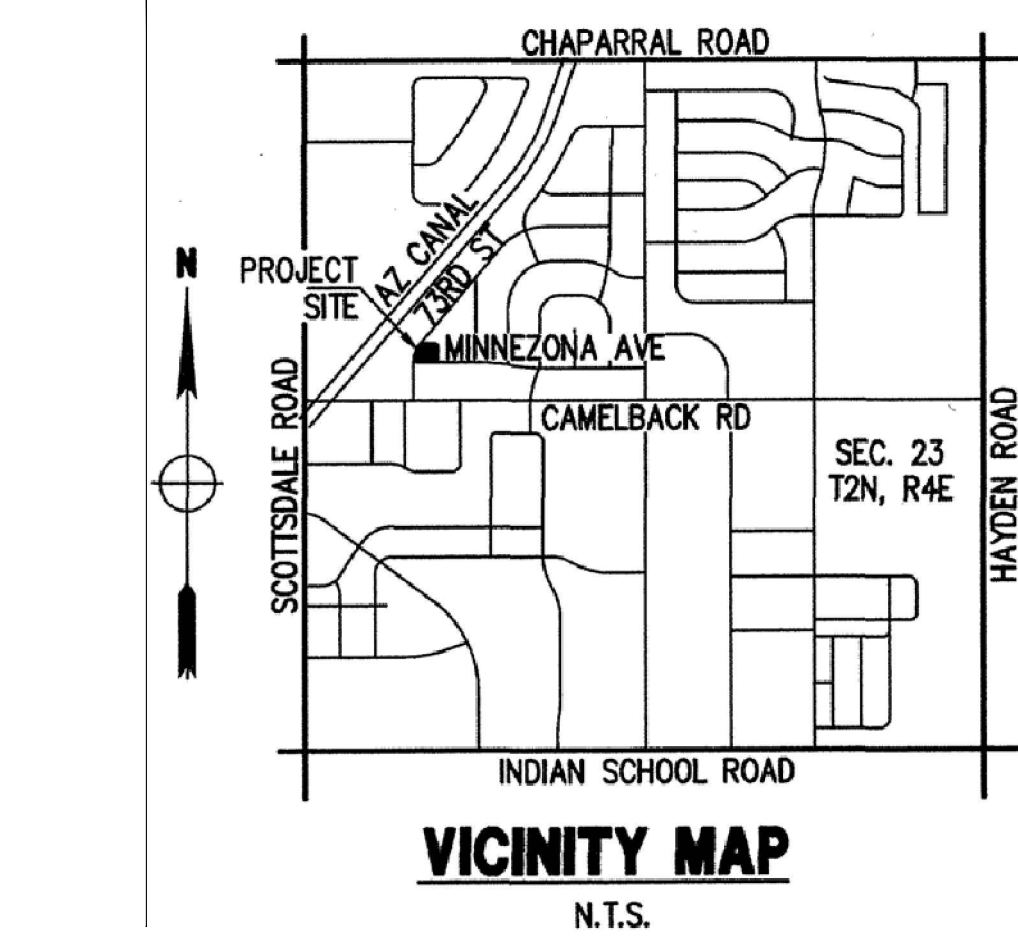 CHAPARRAL ROAD
N
PROJECT
SITE
AZ CANAL
73RD ST
MINNEZONA AVE
CAMELBACK RD
SCOTTSDALE ROAD
SEC. 23
T2N, R4E
HAYDEN ROAD
INDIAN SCHOOL ROAD
VICINITY MAP
N.T.S.